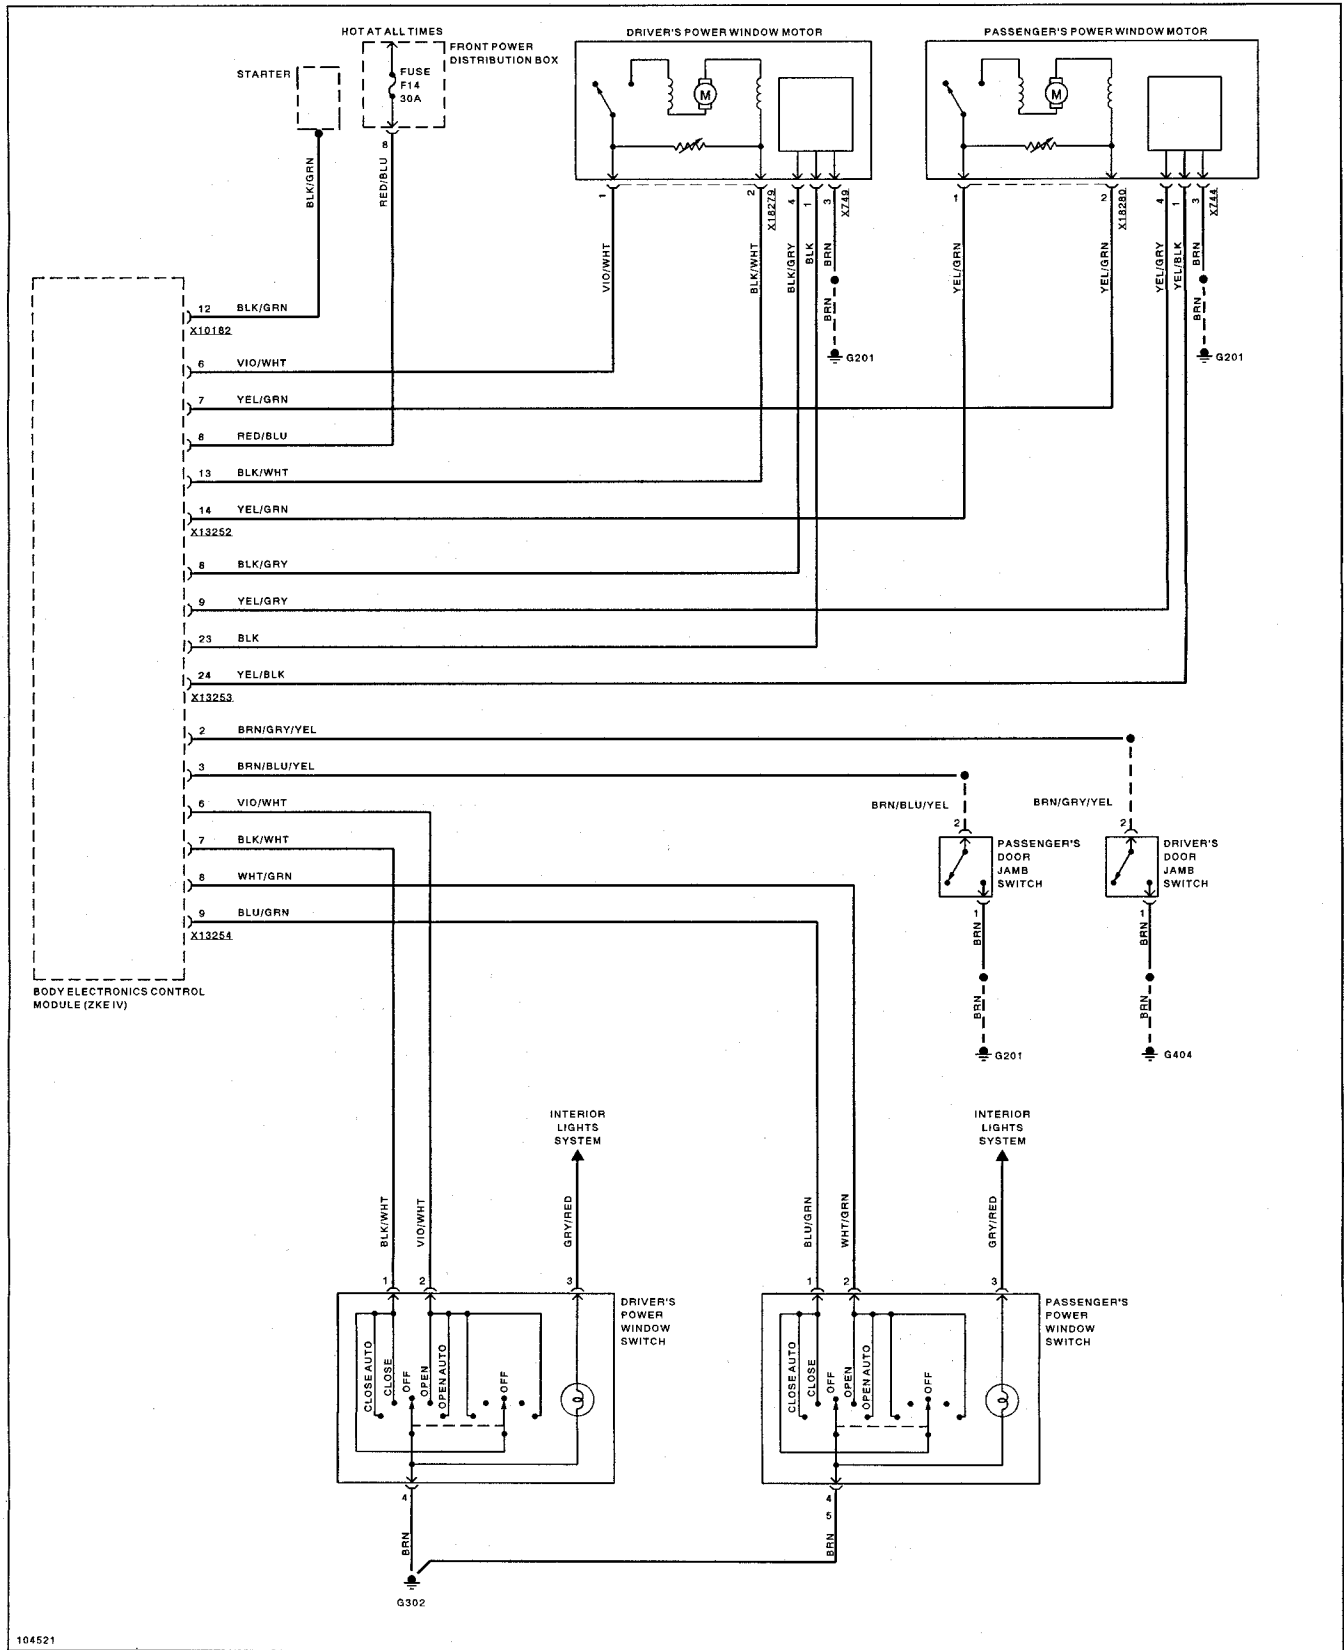 HOT AT ALL TIMES
STARTER
FUSE
F14
30A
FRONT POWER
DISTRIBUTION BOX
8
BLK/GRN
RED/BLU
DRIVER'S POWER WINDOW MOTOR
M
1
2
X18279
4
1
3
X749
VIO/WHT
BLK/WHT
BLK/GRY
BLK
BRN
BRN
G201
PASSENGER'S POWER WINDOW MOTOR
M
1
2
X18280
4
1
3
X744
YEL/GRN
YEL/GRN
YEL/GRY
YEL/BLK
BRN
BRN
G201
12 BLK/GRN
X10182
6 VIO/WHT
7 YEL/GRN
8 RED/BLU
13 BLK/WHT
14 YEL/GRN
X13252
8 BLK/GRY
9 YEL/GRY
23 BLK
24 YEL/BLK
X13253
2 BRN/GRY/YEL
3 BRN/BLU/YEL
6 VIO/WHT
7 BLK/WHT
8 WHT/GRN
9 BLU/GRN
X13254
BODY ELECTRONICS CONTROL
MODULE (ZKE IV)
BRN/BLU/YEL
2
PASSENGER'S
DOOR
JAMB
SWITCH
1
BRN
BRN
G201
BRN/GRY/YEL
2
DRIVER'S
DOOR
JAMB
SWITCH
1
BRN
BRN
G404
INTERIOR
LIGHTS
SYSTEM
BLK/WHT
VIO/WHT
GRY/RED
1
2
3
DRIVER'S
POWER
WINDOW
SWITCH
CLOSE AUTO
CLOSE
OFF
OPEN
OPEN AUTO
OFF
4
BRN
G302
INTERIOR
LIGHTS
SYSTEM
BLU/GRN
WHT/GRN
GRY/RED
1
2
3
PASSENGER'S
POWER
WINDOW
SWITCH
CLOSE AUTO
CLOSE
OFF
OPEN
OPEN AUTO
OFF
4
5
BRN
104521